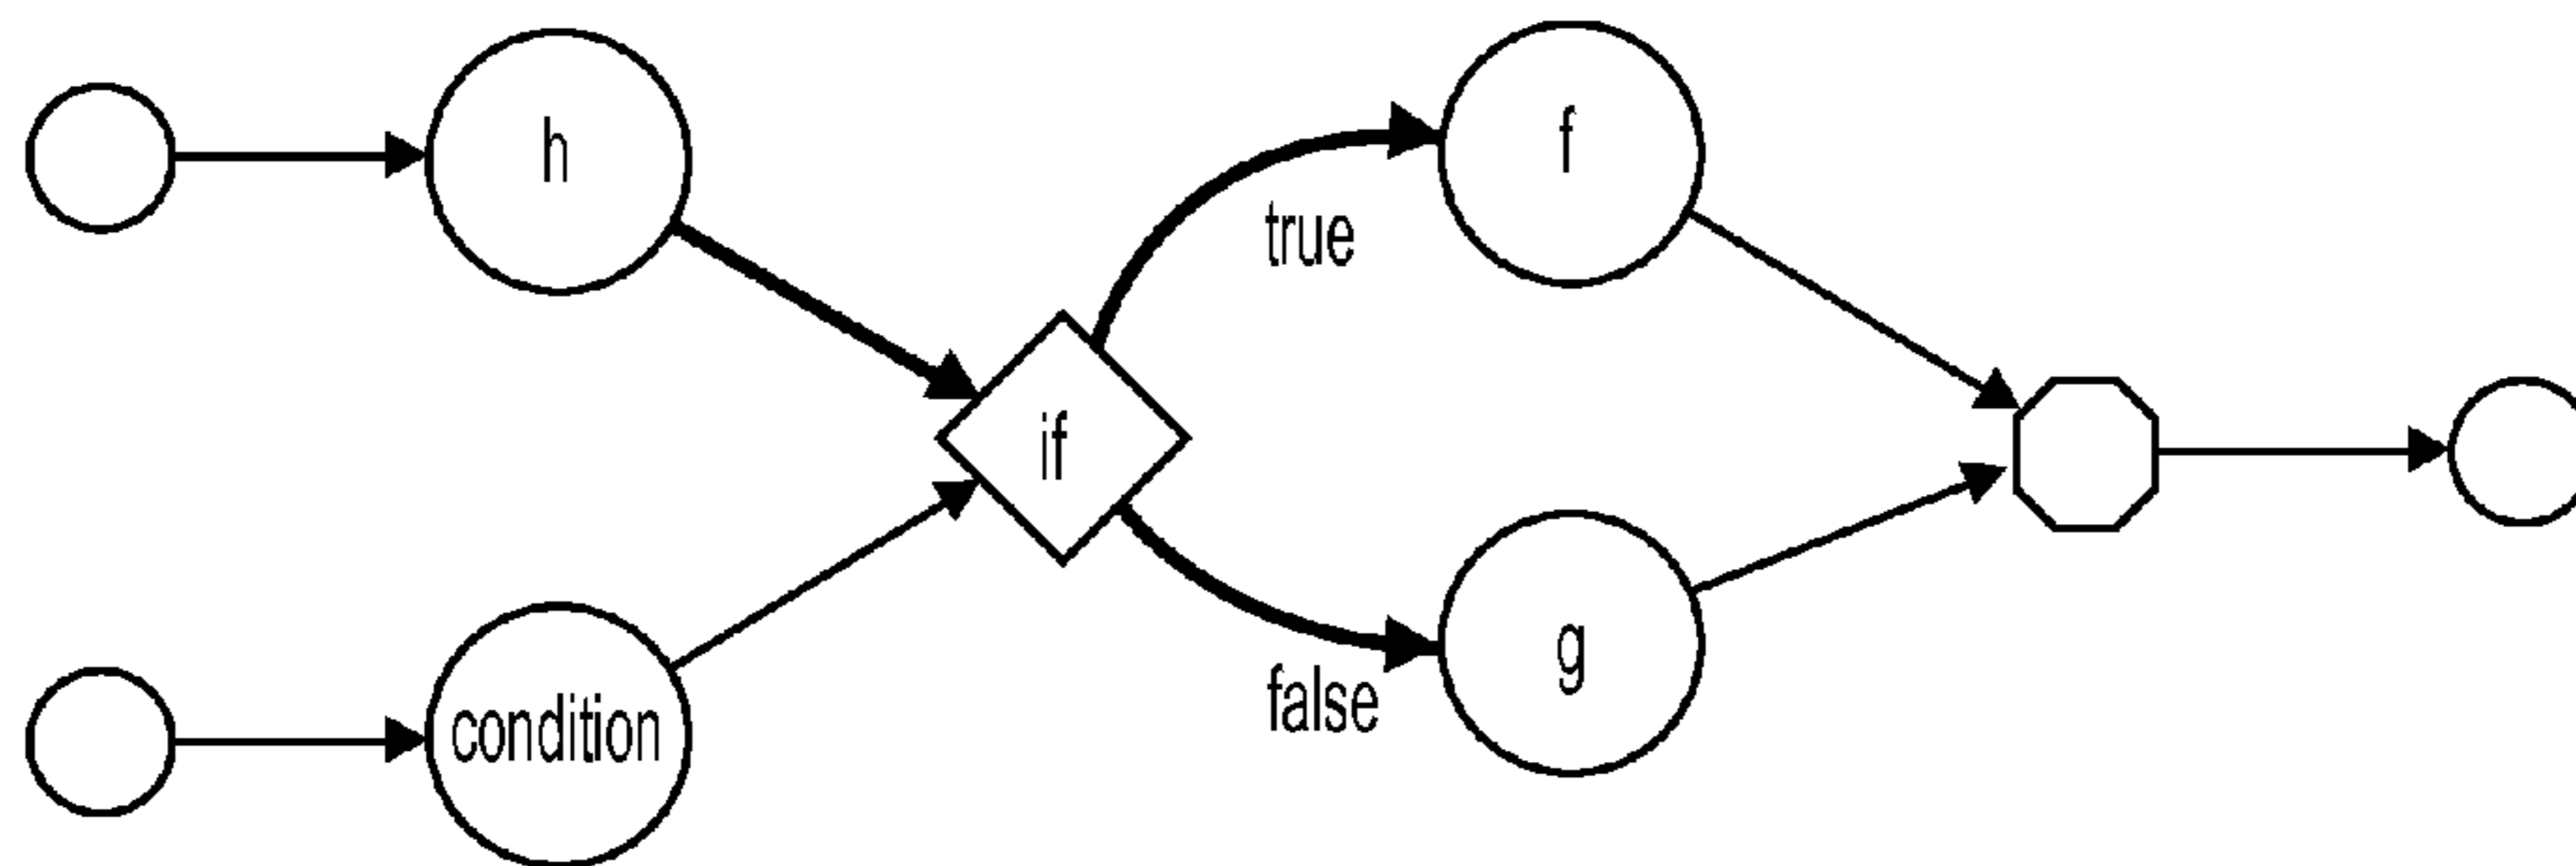 h
f
true
if
condition
false
g